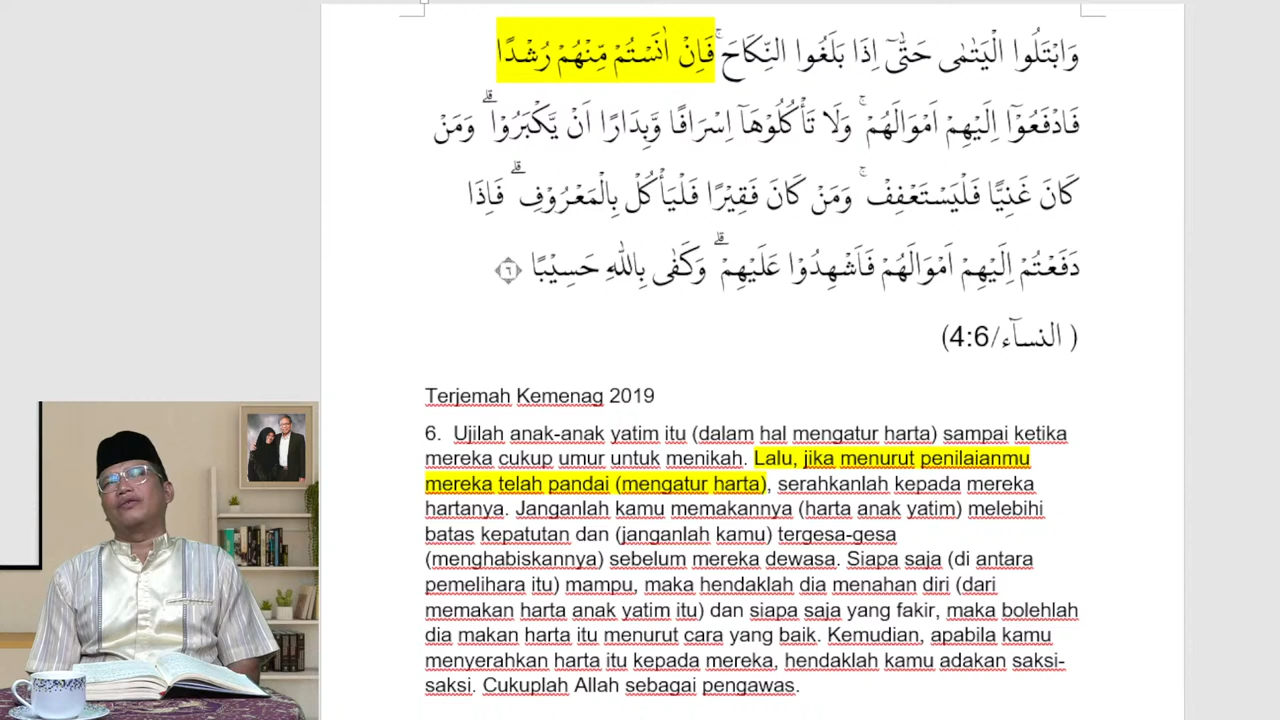 وَابْتَلُوا الْيَتٰمٰى حَتّٰىٓ اِذَا بَلَغُوا النِّكَاحَۚ فَاِنْ اٰنَسْتُمْ مِّنْهُمْ رُشْدًا
فَادْفَعُوْٓا اِلَيْهِمْ اَمْوَالَهُمْ ۚ وَلَا تَأْكُلُوْهَآ اِسْرَافًا وَّبِدَارًا اَنْ يَّكْبَرُوْا ۗ وَمَنْ
كَانَ غَنِيًّا فَلْيَسْتَعْفِفْ ۚ وَمَنْ كَانَ فَقِيْرًا فَلْيَأْكُلْ بِالْمَعْرُوْفِ ۗ فَاِذَا
دَفَعْتُمْ اِلَيْهِمْ اَمْوَالَهُمْ فَاَشْهِدُوْا عَلَيْهِمْ ۗ وَكَفٰى بِاللّٰهِ حَسِيْبًا ٦
( النساۤء/4:6)
Terjemah Kemenag 2019
6. Ujilah anak-anak yatim itu (dalam hal mengatur harta) sampai ketika
mereka cukup umur untuk menikah. Lalu, jika menurut penilaianmu
mereka telah pandai (mengatur harta), serahkanlah kepada mereka
hartanya. Janganlah kamu memakannya (harta anak yatim) melebihi
batas kepatutan dan (janganlah kamu) tergesa-gesa
(menghabiskannya) sebelum mereka dewasa. Siapa saja (di antara
pemelihara itu) mampu, maka hendaklah dia menahan diri (dari
memakan harta anak yatim itu) dan siapa saja yang fakir, maka bolehlah
dia makan harta itu menurut cara yang baik. Kemudian, apabila kamu
menyerahkan harta itu kepada mereka, hendaklah kamu adakan saksi-
saksi. Cukuplah Allah sebagai pengawas.